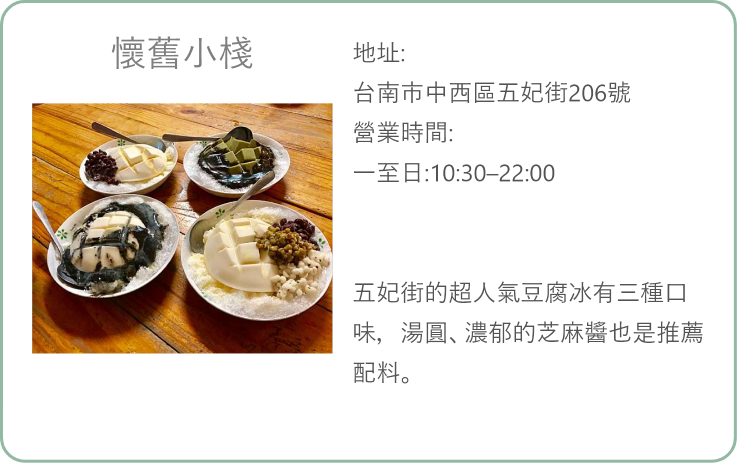 懷舊小棧
地址:
台南市中西區五妃街206號
營業時間:
一至日:10:30–22:00
五妃街的超人氣豆腐冰有三種口
味，湯圓、濃郁的芝麻醬也是推薦
配料。